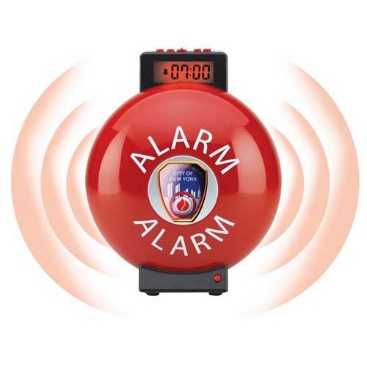 07:00
ALARM
CITY OF
NEW YORK
ALARM